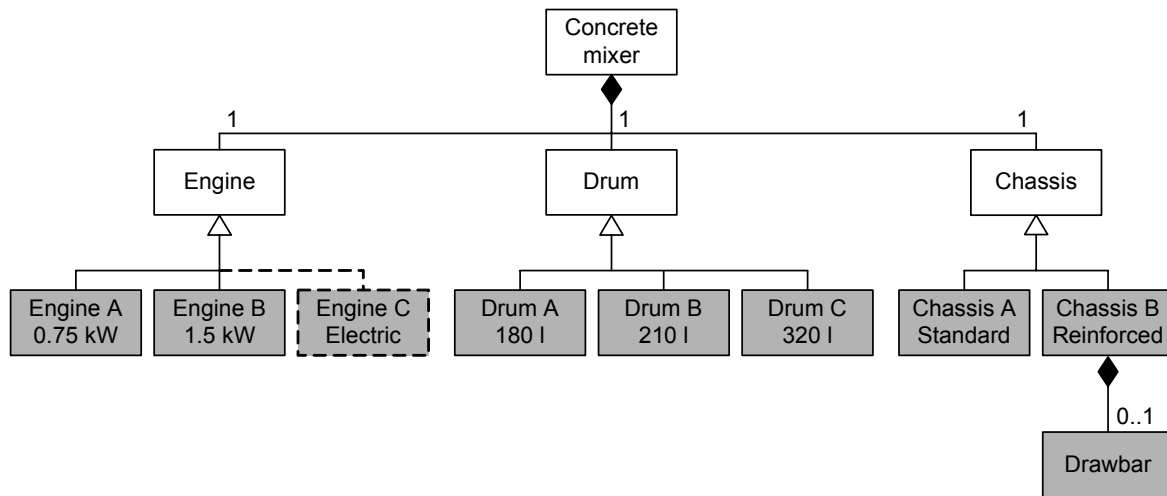 Concrete
mixer
1
1
1
Engine
Drum
Chassis
Engine A
0.75 kW
Engine B
1.5 kW
Engine C
Electric
Drum A
180 l
Drum B
210 l
Drum C
320 l
Chassis A
Standard
Chassis B
Reinforced
0..1
Drawbar